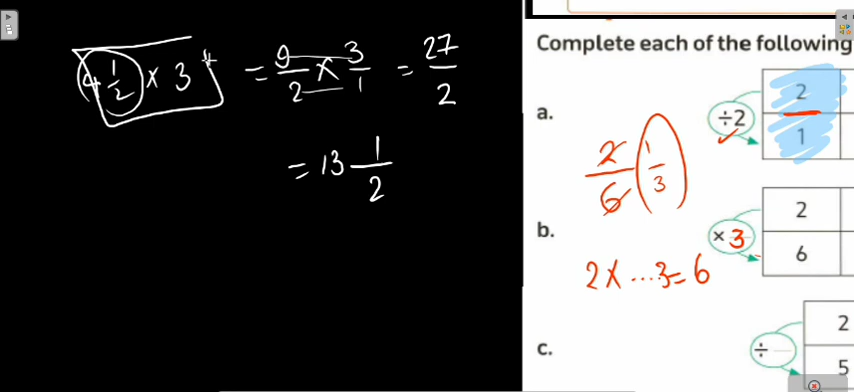 4 1/2 × 3 = 9/2 × 3/1 = 27/2
= 13 1/2
Complete each of the following
a.
÷2
2
1
2/6 1/3
b.
× 3
2
6
2 × ...3 = 6
c.
÷
2
5